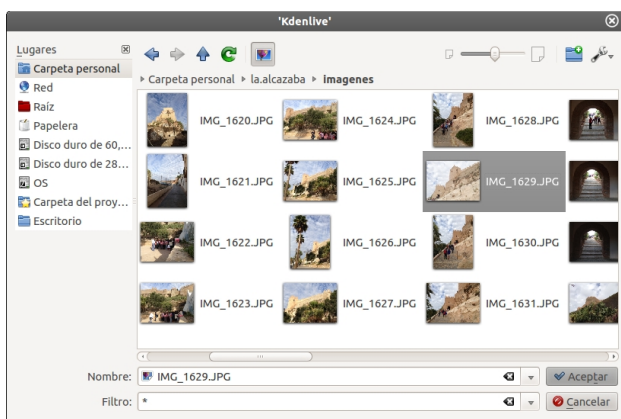 'Kdenlive'
Lugares
Carpeta personal
Red
Raíz
Papelera
Disco duro de 60,...
Disco duro de 28...
OS
Carpeta del proy...
Escritorio
Carpeta personal la.alcazaba imagenes
IMG_1620.JPG IMG_1624.JPG IMG_1628.JPG
IMG_1621.JPG IMG_1625.JPG IMG_1629.JPG
IMG_1622.JPG IMG_1626.JPG IMG_1630.JPG
IMG_1623.JPG IMG_1627.JPG IMG_1631.JPG
Nombre: IMG_1629.JPG Aceptar
Filtro: * Cancelar